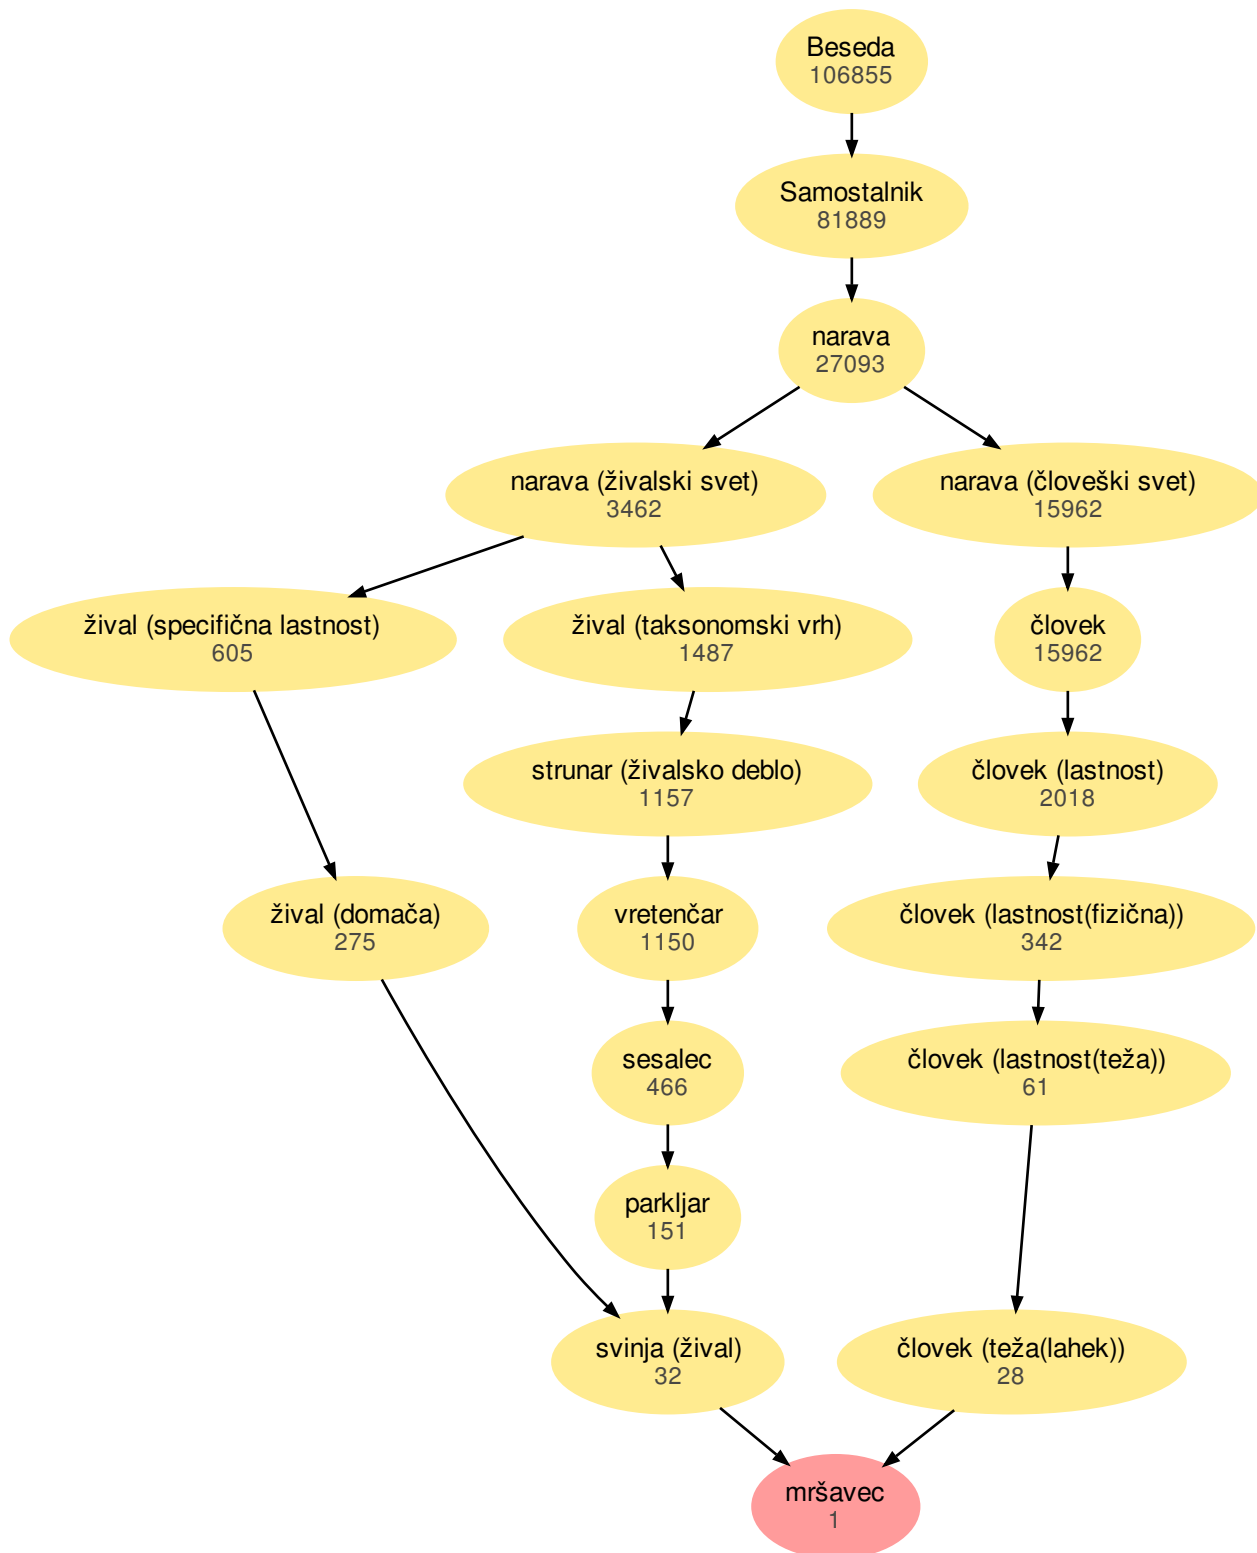 Beseda
106855
Samostalnik
81889
narava
27093
narava (živalski svet)
3462
narava (človeški svet)
15962
žival (specifična lastnost)
605
žival (taksonomski vrh)
1487
človek
15962
strunar (živalsko deblo)
1157
človek (lastnost)
2018
žival (domača)
275
vretenčar
1150
človek (lastnost(fizična))
342
sesalec
466
človek (lastnost(teža))
61
parkljar
151
svinja (žival)
32
človek (teža(lahek))
28
mršavec
1